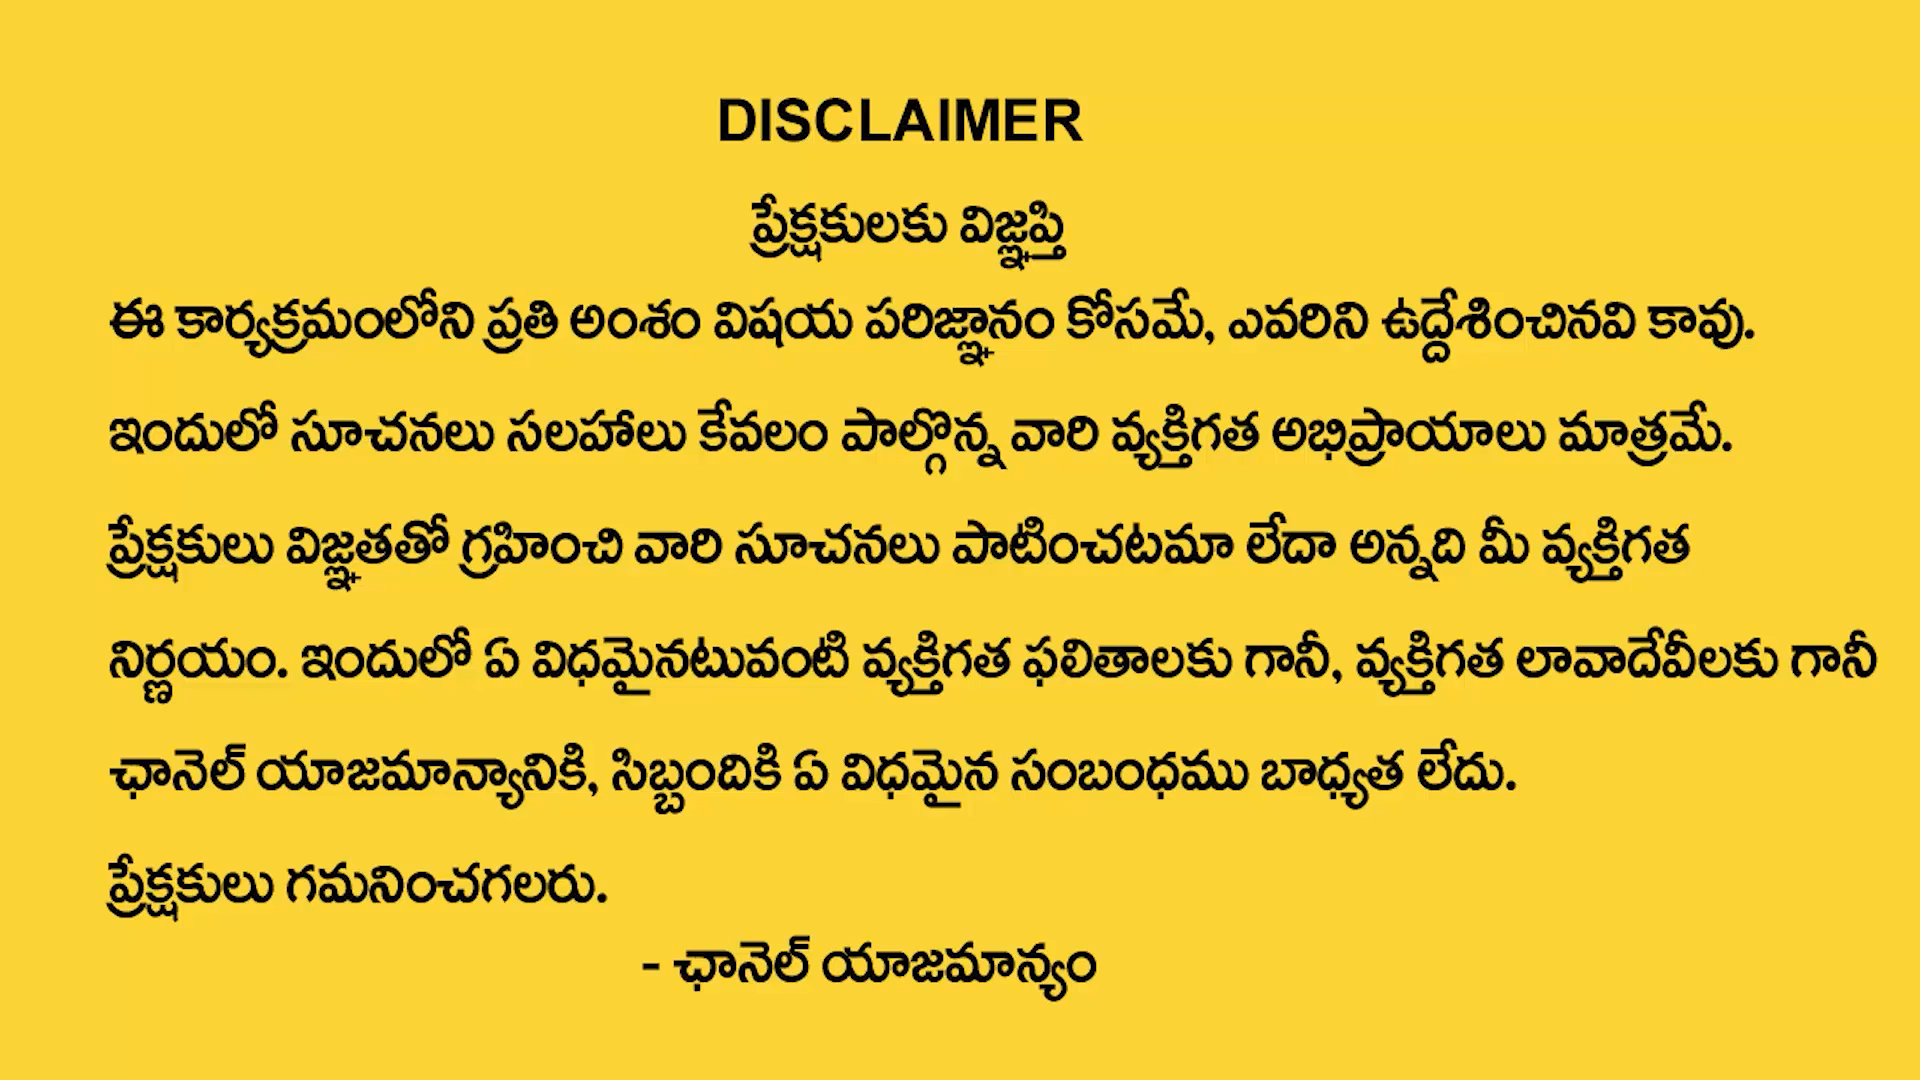 DISCLAIMER
ప్రేక్షకులకు విజ్ఞప్తి
ఈ కార్యక్రమంలోని ప్రతి అంశం విషయ పరిజ్ఞానం కోసమే, ఎవరిని ఉద్దేశించినవి కావు.
ఇందులో సూచనలు సలహాలు కేవలం పాల్గొన్న వారి వ్యక్తిగత అభిప్రాయాలు మాత్రమే.
ప్రేక్షకులు విజ్ఞతతో గ్రహించి వారి సూచనలు పాటించటమా లేదా అన్నది మీ వ్యక్తిగత
నిర్ణయం. ఇందులో ఏ విధమైనటువంటి వ్యక్తిగత ఫలితాలకు గానీ, వ్యక్తిగత లావాదేవీలకు గానీ
ఛానెల్ యాజమాన్యానికి, సిబ్బందికి ఏ విధమైన సంబంధము బాధ్యత లేదు.
ప్రేక్షకులు గమనించగలరు.
- ఛానెల్ యాజమాన్యం